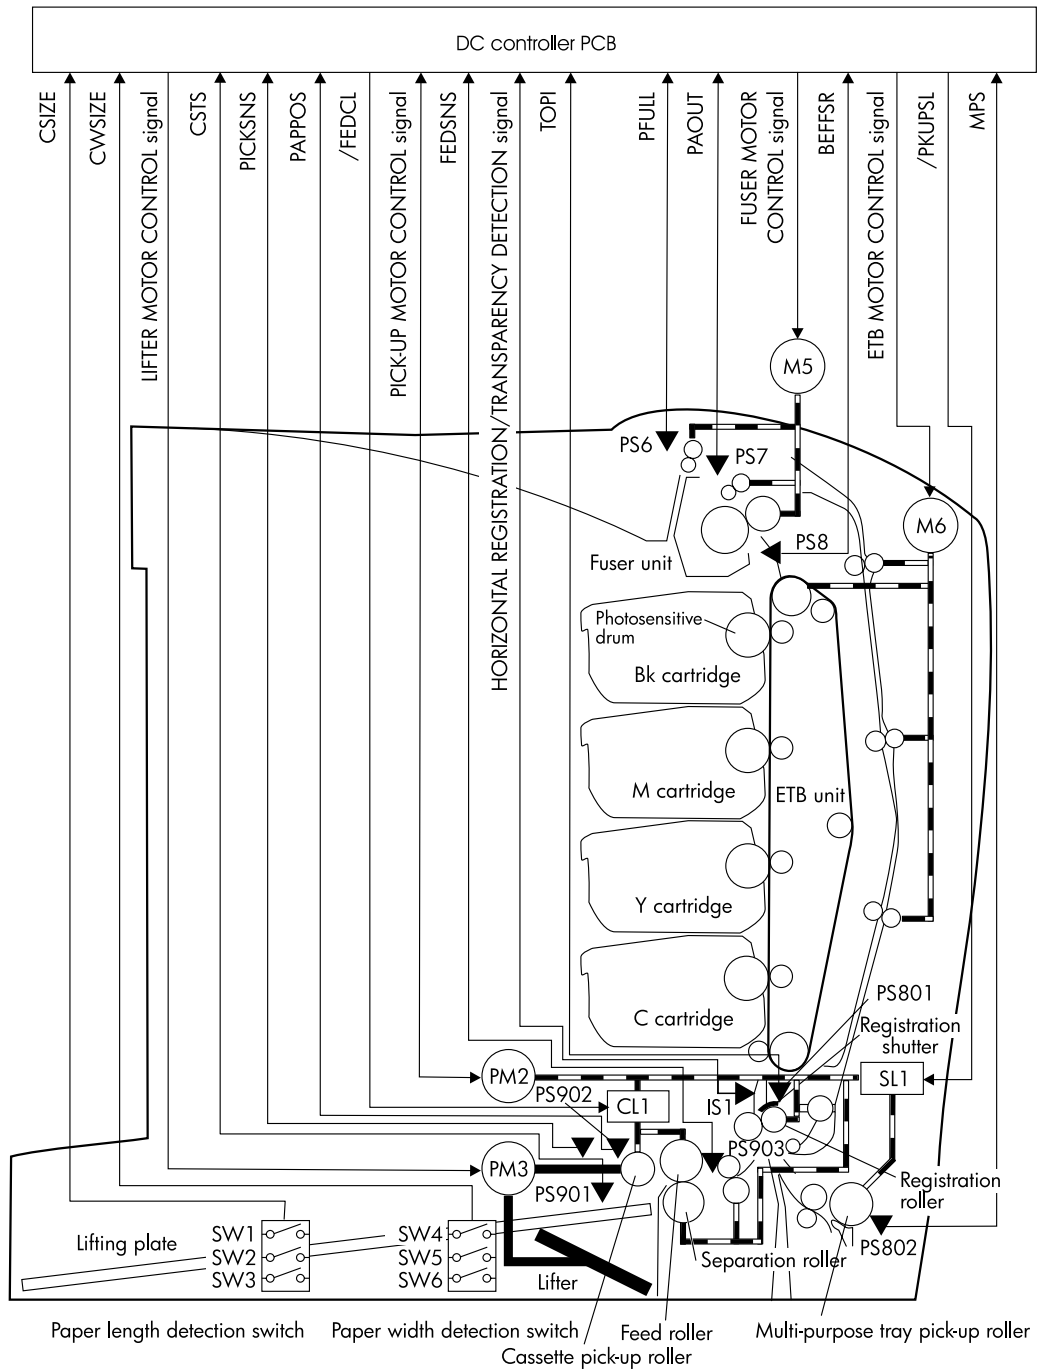 DC controller PCB
CSIZE
CWSIZE
LIFTER MOTOR CONTROL signal
CSTS
PICKSNS
PAPPOS
/FEDCL
PICK-UP MOTOR CONTROL signal
FEDSNS
HORIZONTAL REGISTRATION/TRANSPARENCY DETECTION signal
TOPI
PFULL
PAOUT
FUSER MOTOR
CONTROL signal
BEFFSR
ETB MOTOR CONTROL signal
/PKUPSL
MPS
M5
PS6
PS7
M6
PS8
Fuser unit
Photosensitive
drum
Bk cartridge
M cartridge
ETB unit
Y cartridge
C cartridge
PS801
Registration
shutter
PM2
SL1
PS902
CL1
IS1
PS903
PM3
PS901
Registration
roller
SW1
SW2
SW3
SW4
SW5
SW6
Lifting plate
Lifter
Separation roller
PS802
Paper length detection switch
Paper width detection switch
Feed roller
Multi-purpose tray pick-up roller
Cassette pick-up roller